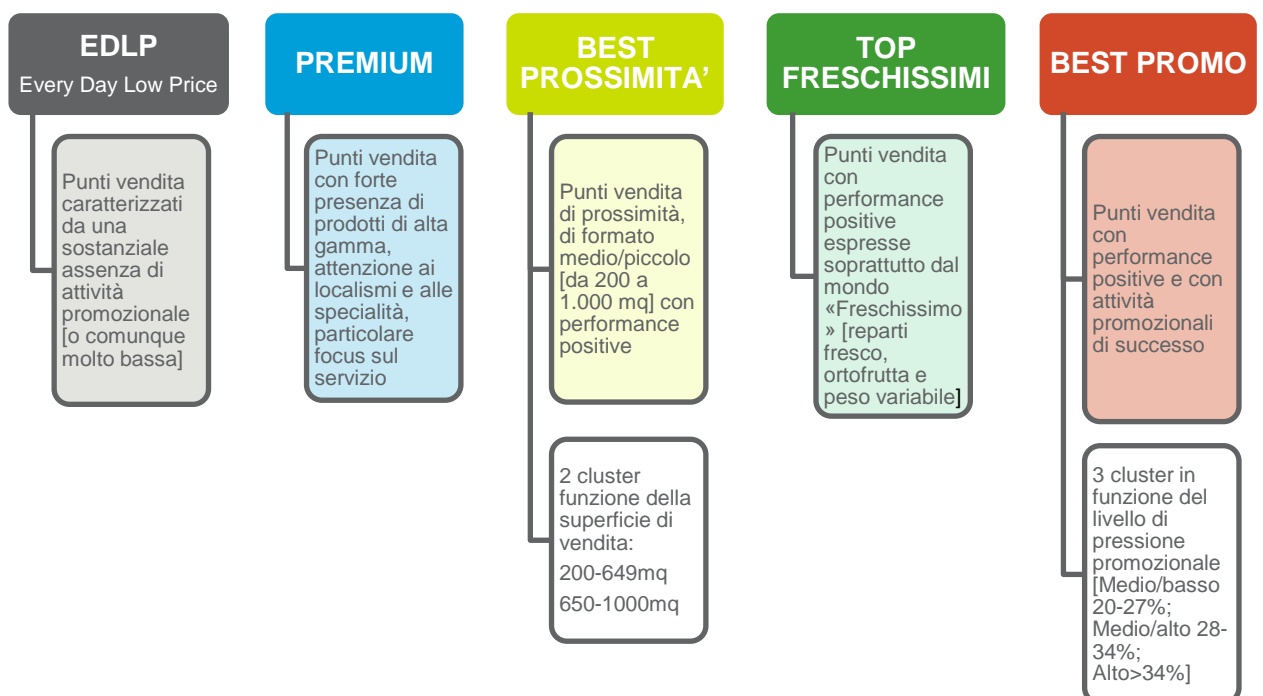 EDLP
Every Day Low Price
Punti vendita
caratterizzati
da una
sostanziale
assenza di
attività
promozionale
[o comunque
molto bassa]
PREMIUM
Punti vendita
con forte
presenza di
prodotti di alta
gamma,
attenzione ai
localismi e alle
specialità,
particolare
focus sul
servizio
BEST
PROSSIMITA’
Punti vendita
di prossimità,
di formato
medio/piccolo
[da 200 a
1.000 mq] con
performance
positive
2 cluster
funzione della
superficie di
vendita:
200-649mq
650-1000mq
TOP
FRESCHISSIMI
Punti vendita
con
performance
positive
espresse
soprattutto dal
mondo
«Freschissimo
» [reparti
fresco,
ortofrutta e
peso variabile]
BEST PROMO
Punti vendita
con
performance
positive e con
attività
promozionali
di successo
3 cluster in
funzione del
livello di
pressione
promozionale
[Medio/basso
20-27%;
Medio/alto 28-
34%;
Alto>34%]